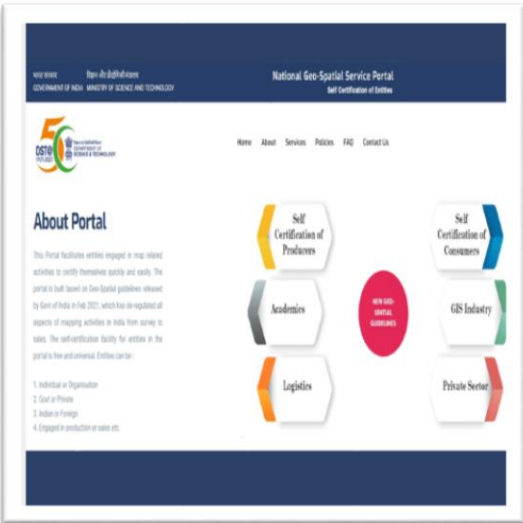 भारत सरकार
GOVERNMENT OF INDIA
विज्ञान और प्रौद्योगिकी मंत्रालय
MINISTRY OF SCIENCE AND TECHNOLOGY
National Geo-Spatial Service Portal
Self Certification of Entities
DST@
1971-2021
DEPARTMENT OF
SCIENCE & TECHNOLOGY
Home About Services Policies FAQ Contact Us
About Portal
This Portal facilitates entities engaged in map related
activities to certify themselves quickly and easily. The
portal is built based on Geo-Spatial guidelines released
by Govt of India in Feb 2021, which has de-regulated all
aspects of mapping activities in India from survey to
sales. The self-certification facility for entities in the
portal is free and universal. Entities can be :
1. Individual or Organisation
2. Govt or Private
3. Indian or Foreign
4. Engaged in production or sales etc.
Self
Certification of
Producers
Academics
Logistics
NEW GEO-
SPATIAL
GUIDELINES
Self
Certification of
Consumers
GIS Industry
Private Sector